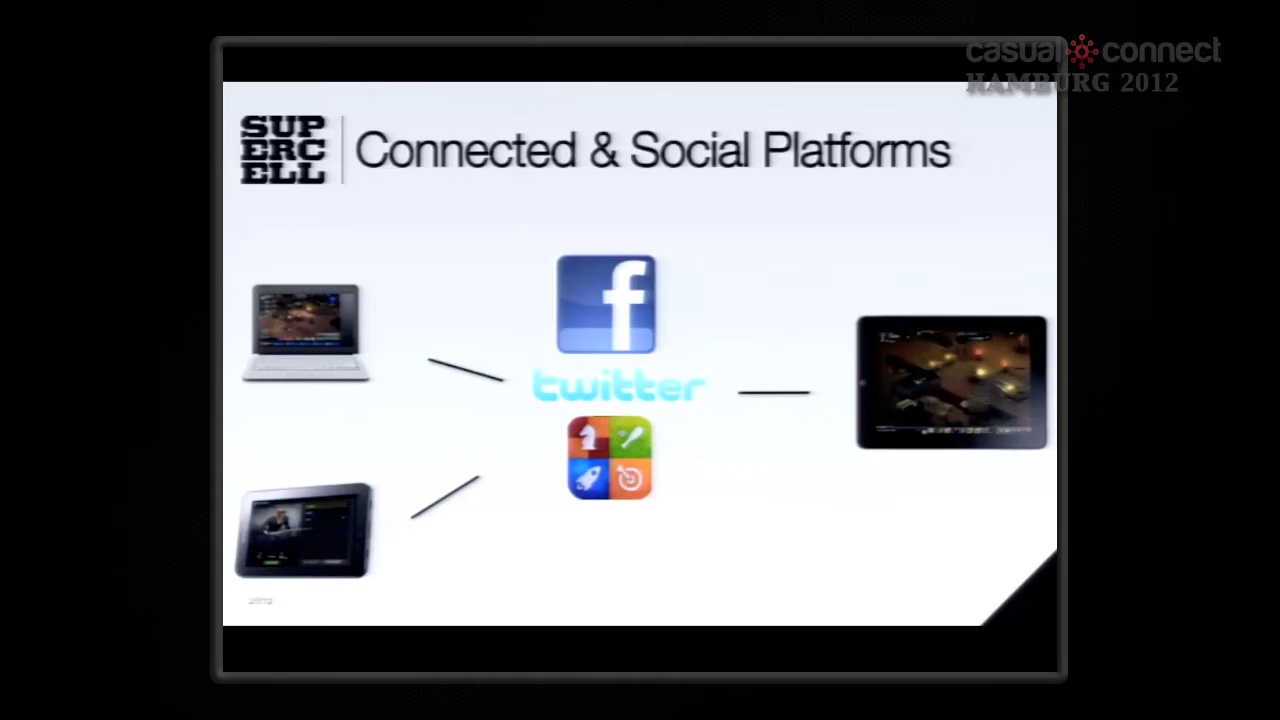 casual connect
HAMBURG 2012
SUP
ERC
ELL
Connected & Social Platforms
f
twitter